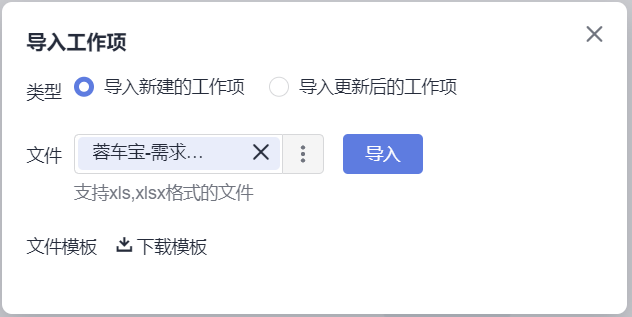 导入工作项
类型 导入新建的工作项 导入更新后的工作项
文件 蓉车宝-需求... 导入
支持xls,xlsx格式的文件
文件模板 下载模板